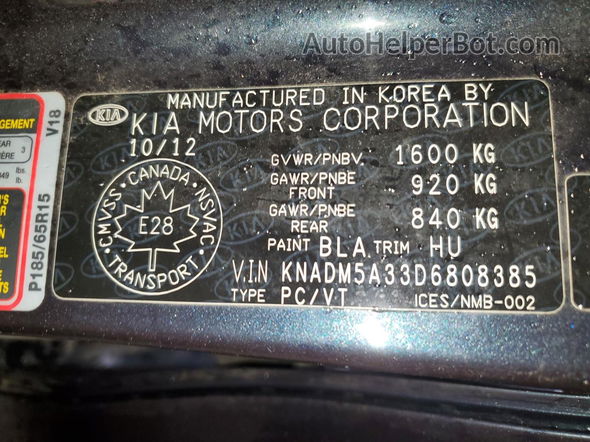 AutoHelperBot.com
MANUFACTURED IN KOREA BY
KIA KIA MOTORS CORPORATION
10/12
GVWR/PNBV 1600 KG
GAWR/PNBE FRONT 920 KG
GAWR/PNBE REAR 840 KG
PAINT BLA TRIM HU
V.I.N KNADM5A33D6808385
TYPE PC/VT ICES/NMB-002
CANADA
CMVSS
NSVAC
E28
TRANSPORT
V18
P185/65R15
3
lbs.